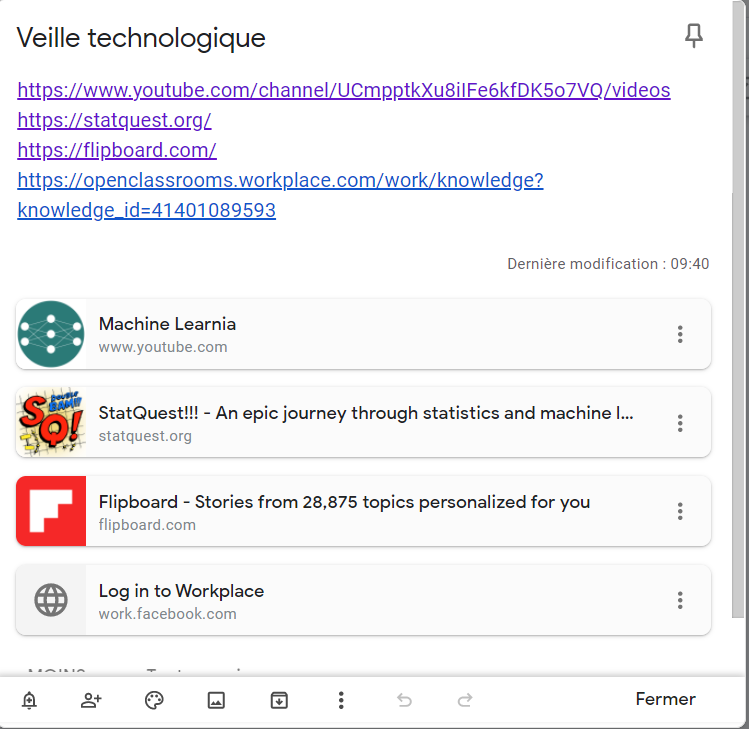 Veille technologique
https://www.youtube.com/channel/UCmpptkXu8iIFe6kfDK5o7VQ/videos
https://statquest.org/
https://flipboard.com/
https://openclassrooms.workplace.com/work/knowledge?
knowledge_id=41401089593
Dernière modification : 09:40
Machine Learnia
www.youtube.com
StatQuest!!! - An epic journey through statistics and machine l...
statquest.org
Flipboard - Stories from 28,875 topics personalized for you
flipboard.com
Log in to Workplace
work.facebook.com
Fermer